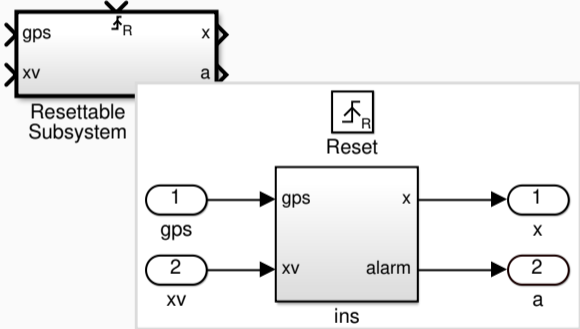 R
gps
x
xv
a
Resettable
Subsystem
R
Reset
1
gps
x
1
gps
x
2
xv
alarm
2
xv
a
ins